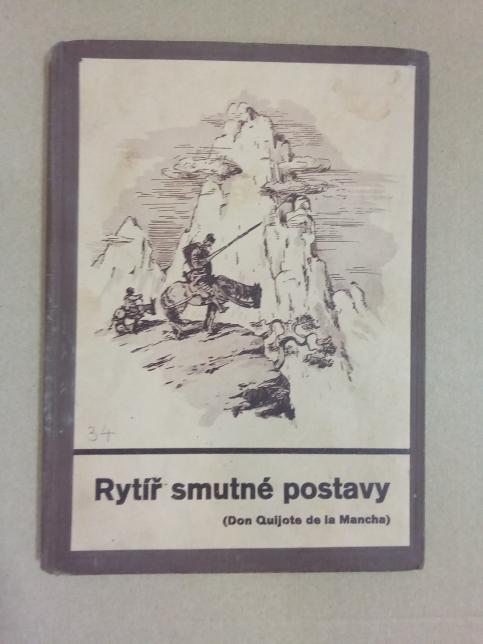 34
Rytíř smutné postavy
(Don Quijote de la Mancha)